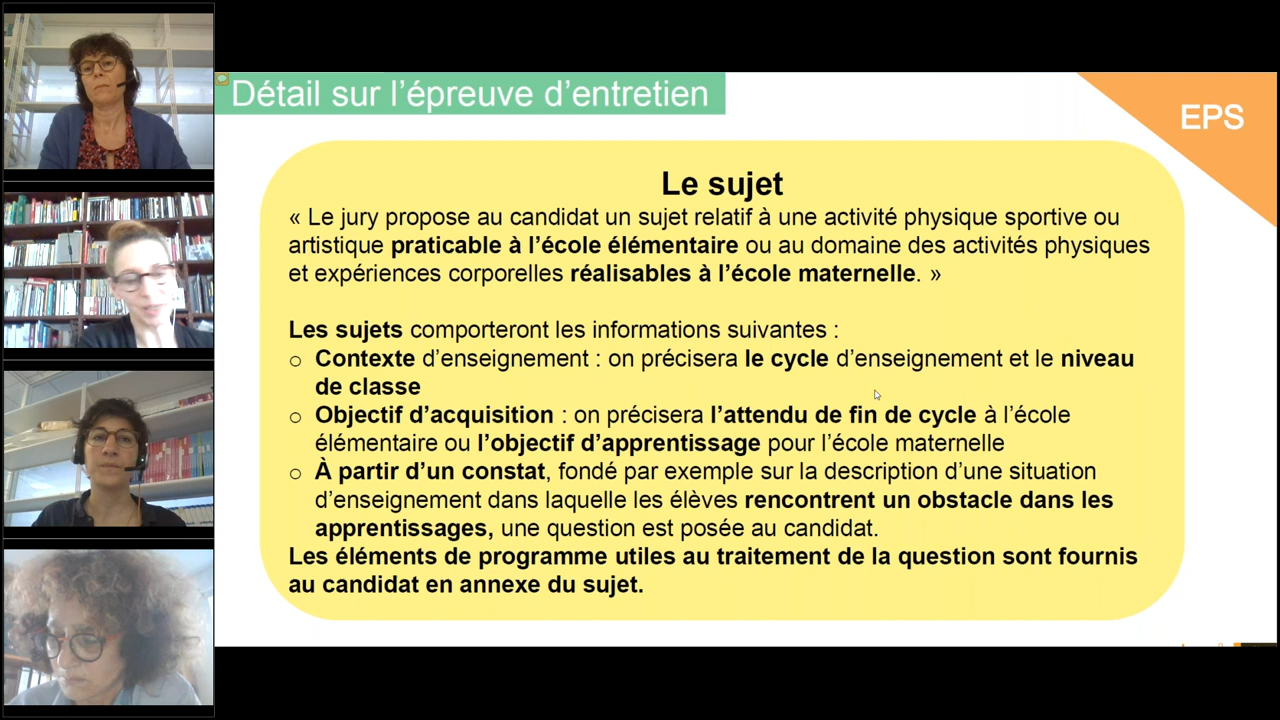 Détail sur l’épreuve d’entretien
EPS
Le sujet
« Le jury propose au candidat un sujet relatif à une activité physique sportive ou
artistique praticable à l’école élémentaire ou au domaine des activités physiques
et expériences corporelles réalisables à l’école maternelle. »
Les sujets comporteront les informations suivantes :
o Contexte d’enseignement : on précisera le cycle d’enseignement et le niveau
de classe
o Objectif d’acquisition : on précisera l’attendu de fin de cycle à l’école
élémentaire ou l’objectif d’apprentissage pour l’école maternelle
o À partir d’un constat, fondé par exemple sur la description d’une situation
d’enseignement dans laquelle les élèves rencontrent un obstacle dans les
apprentissages, une question est posée au candidat.
Les éléments de programme utiles au traitement de la question sont fournis
au candidat en annexe du sujet.